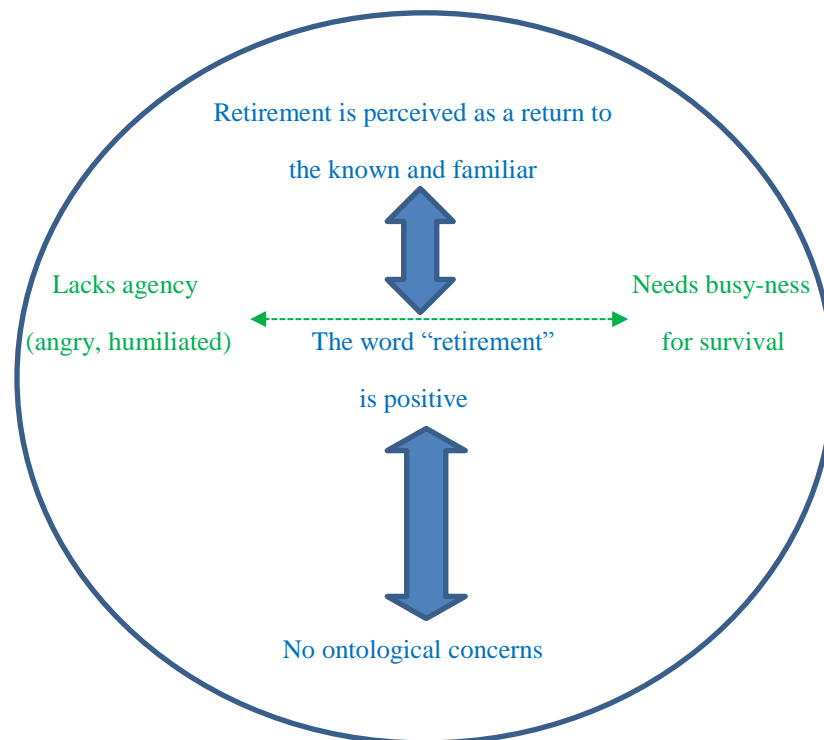 Retirement is perceived as a return to
the known and familiar
Lacks agency
(angry, humiliated)
Needs busy-ness
for survival
The word “retirement”
is positive
No ontological concerns